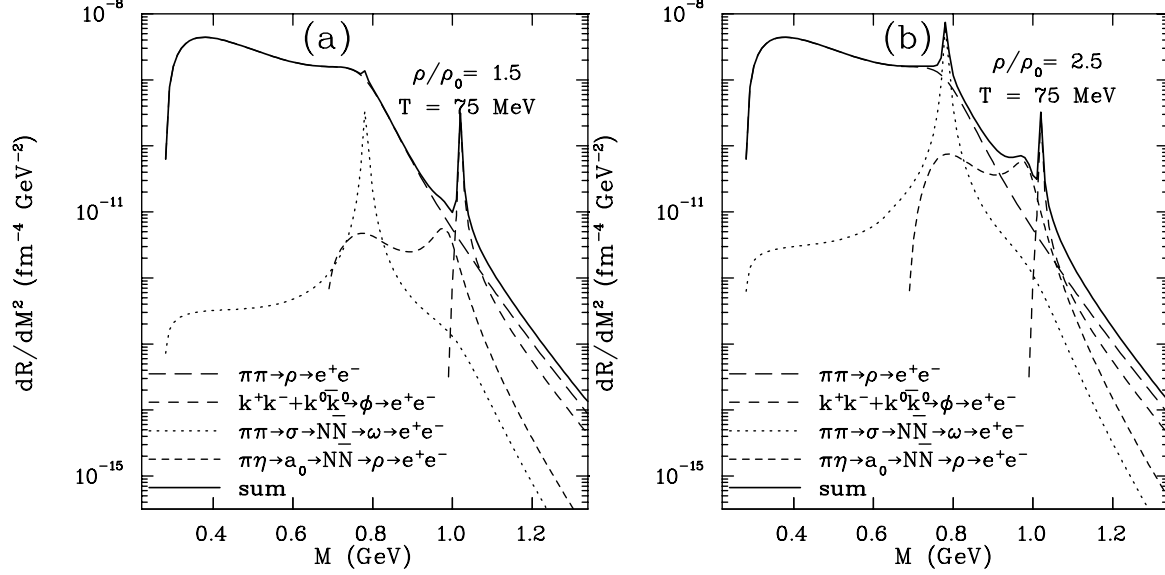 (a)
ρ/ρ₀= 1.5
T = 75 MeV
10⁻⁸
10⁻¹¹
10⁻¹⁵
dR/dM² (fm⁻⁴ GeV⁻²)
ππ→ρ→e⁺e⁻
k⁺k⁻+k⁰k̅⁰→ϕ→e⁺e⁻
ππ→σ→NN̅→ω→e⁺e⁻
πη→a₀→NN̅→ρ→e⁺e⁻
sum
0.4 0.6 0.8 1.0 1.2
M (GeV)
(b)
ρ/ρ₀= 2.5
T = 75 MeV
10⁻⁸
10⁻¹¹
10⁻¹⁵
dR/dM² (fm⁻⁴ GeV⁻²)
ππ→ρ→e⁺e⁻
k⁺k⁻+k⁰k̅⁰→ϕ→e⁺e⁻
ππ→σ→NN̅→ω→e⁺e⁻
πη→a₀→NN̅→ρ→e⁺e⁻
sum
0.4 0.6 0.8 1.0 1.2
M (GeV)